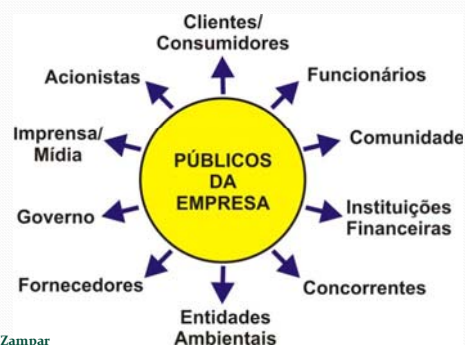 Clientes/
Consumidores
Acionistas
Funcionários
Imprensa/
Mídia
Comunidade
PÚBLICOS
DA
EMPRESA
Governo
Instituições
Financeiras
Fornecedores
Concorrentes
Entidades
Ambientais
Zampar